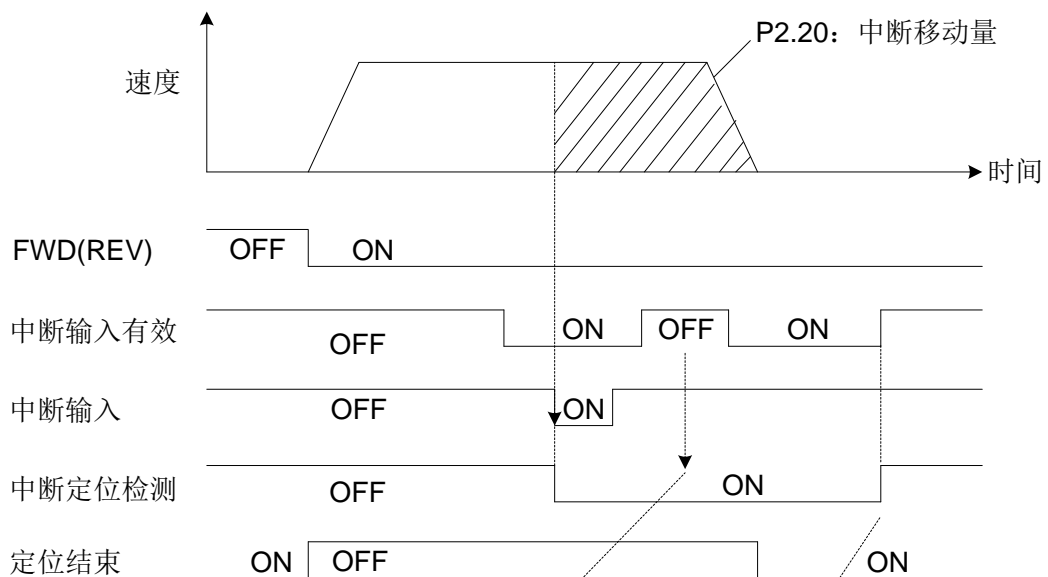 P2.20：中断移动量
速度
时间
FWD(REV) OFF ON
中断输入有效 OFF ON OFF ON
中断输入 OFF ON
中断定位检测 OFF ON
定位结束 ON OFF ON